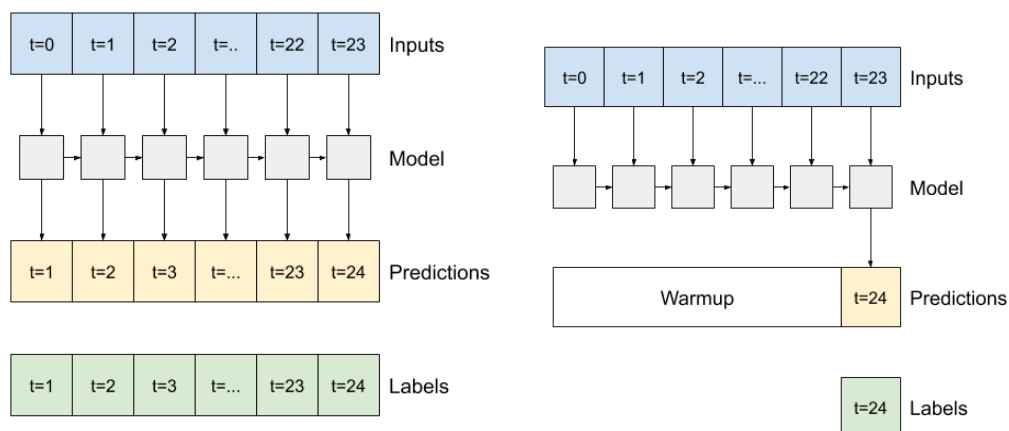 t=0 t=1 t=2 t=.. t=22 t=23 Inputs
Model
t=1 t=2 t=3 t=... t=23 t=24 Predictions
t=1 t=2 t=3 t=... t=23 t=24 Labels
t=0 t=1 t=2 t=... t=22 t=23 Inputs
Model
Warmup t=24 Predictions
t=24 Labels